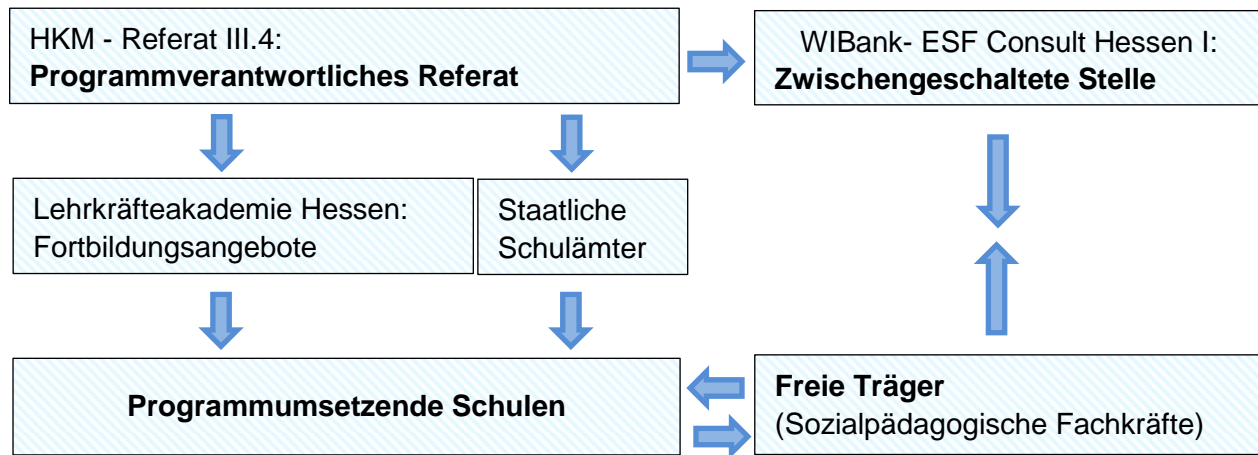 HKM - Referat III.4:
Programmverantwortliches Referat
WIBank- ESF Consult Hessen I:
Zwischengeschaltete Stelle
Lehrkräfteakademie Hessen:
Fortbildungsangebote
Staatliche
Schulämter
Programmumsetzende Schulen
Freie Träger
(Sozialpädagogische Fachkräfte)